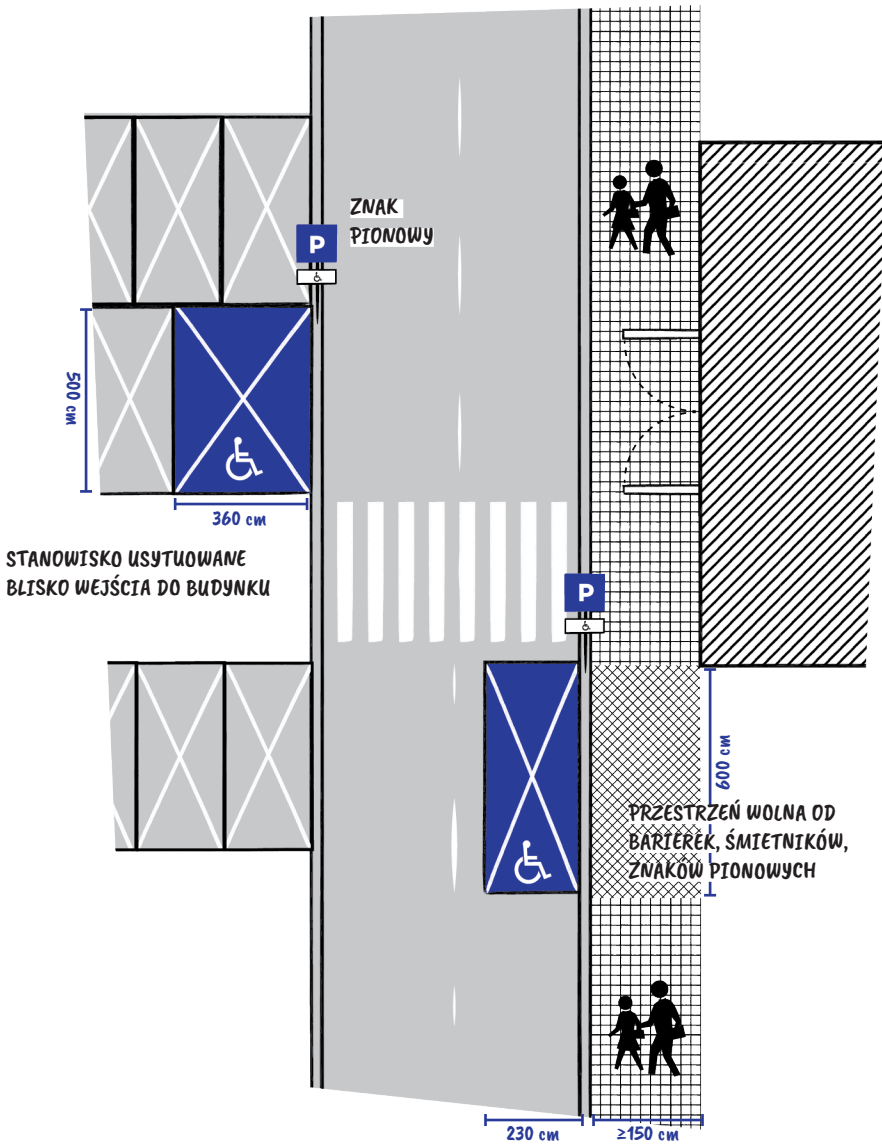 ZNAK
PIONOWY
P
500 cm
360 cm
STANOWISKO USYTUOWANE
BLISKO WEJŚCIA DO BUDYNKU
P
600 cm
PRZESTRZEŃ WOLNA OD
BARIEREK, ŚMIETNIKÓW,
ZNAKÓW PIONOWYCH
230 cm
≥150 cm